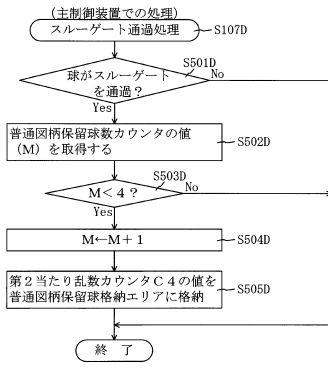 (主制御装置での処理)
スルーゲート通過処理
S107D
球がスルーゲート
を通過？
S501D
No
Yes
普通図柄保留球数カウンタの値
(M)を取得する
S502D
M<4？
S503D
No
Yes
M←M+1
S504D
第２当たり乱数カウンタＣ４の値を
普通図柄保留球格納エリアに格納
S505D
終 了